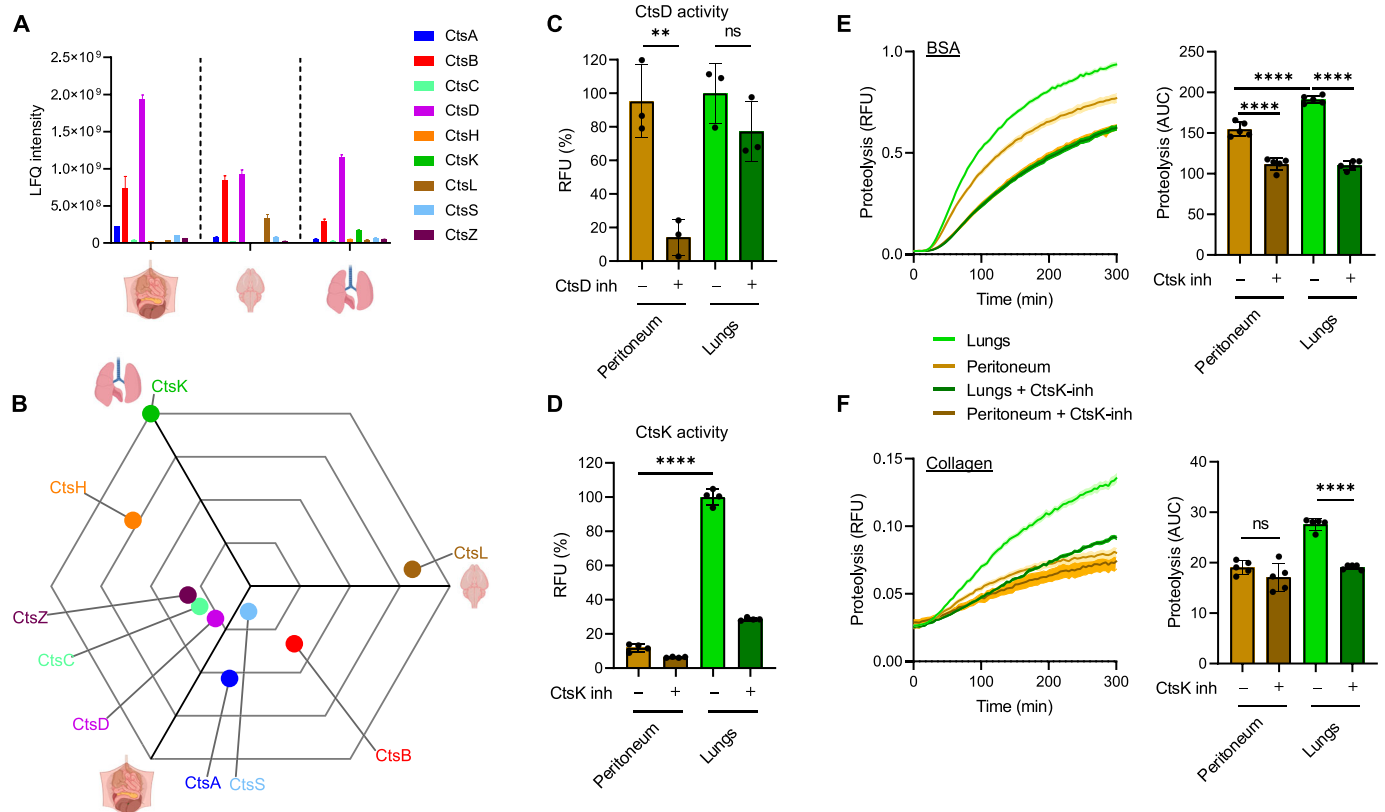 A
LFQ intensity
2.5×10⁹
2.0×10⁹
1.5×10⁹
1.0×10⁹
5.0×10⁸
0
CtsA
CtsB
CtsC
CtsD
CtsH
CtsK
CtsL
CtsS
CtsZ
B
CtsK
CtsH
CtsL
CtsZ
CtsC
CtsD
CtsB
CtsA
CtsS
C
CtsD activity
**
ns
RFU (%)
120
100
80
60
40
20
0
CtsD inh
− + − +
Peritoneum
Lungs
D
CtsK activity
****
RFU (%)
120
100
80
60
40
20
0
CtsK inh
− + − +
Peritoneum
Lungs
E
BSA
Proteolysis (RFU)
1.0
0.5
0.0
0 100 200 300
Time (min)
Proteolysis (AUC)
250
200
150
100
50
0
**** ****
****
Ctsk inh
− + − +
Peritoneum
Lungs
Lungs
Peritoneum
Lungs + CtsK-inh
Peritoneum + CtsK-inh
F
Collagen
Proteolysis (RFU)
0.15
0.10
0.05
0.00
0 100 200 300
Time (min)
Proteolysis (AUC)
40
30
20
10
0
ns
****
CtsK inh
− + − +
Peritoneum
Lungs